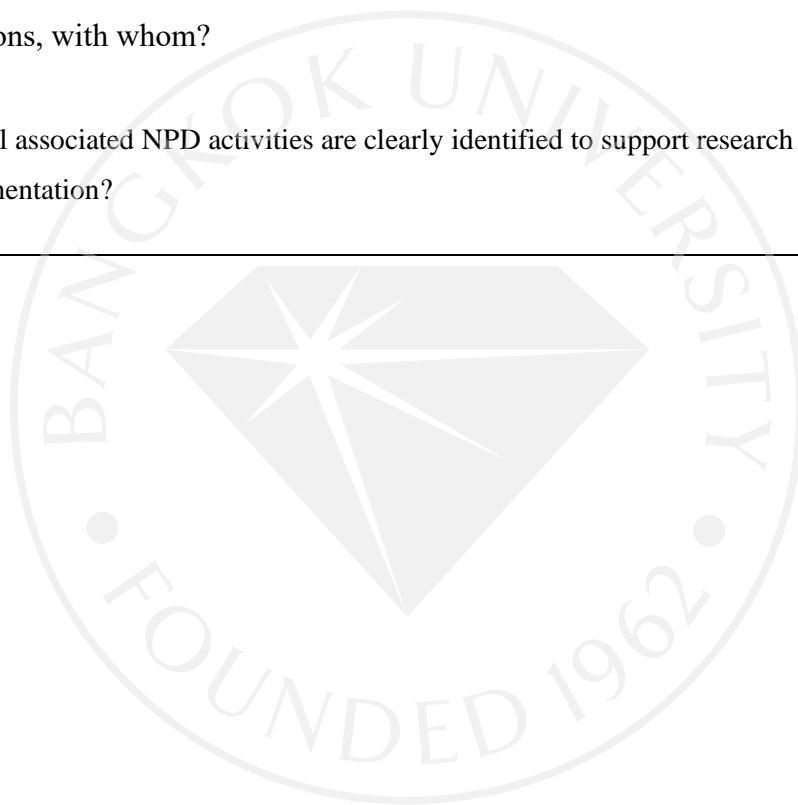 ons, with whom?
l associated NPD activities are clearly identified to support research
nentation?
BANGKOK UNIVERSITY
FOUNDED 1962